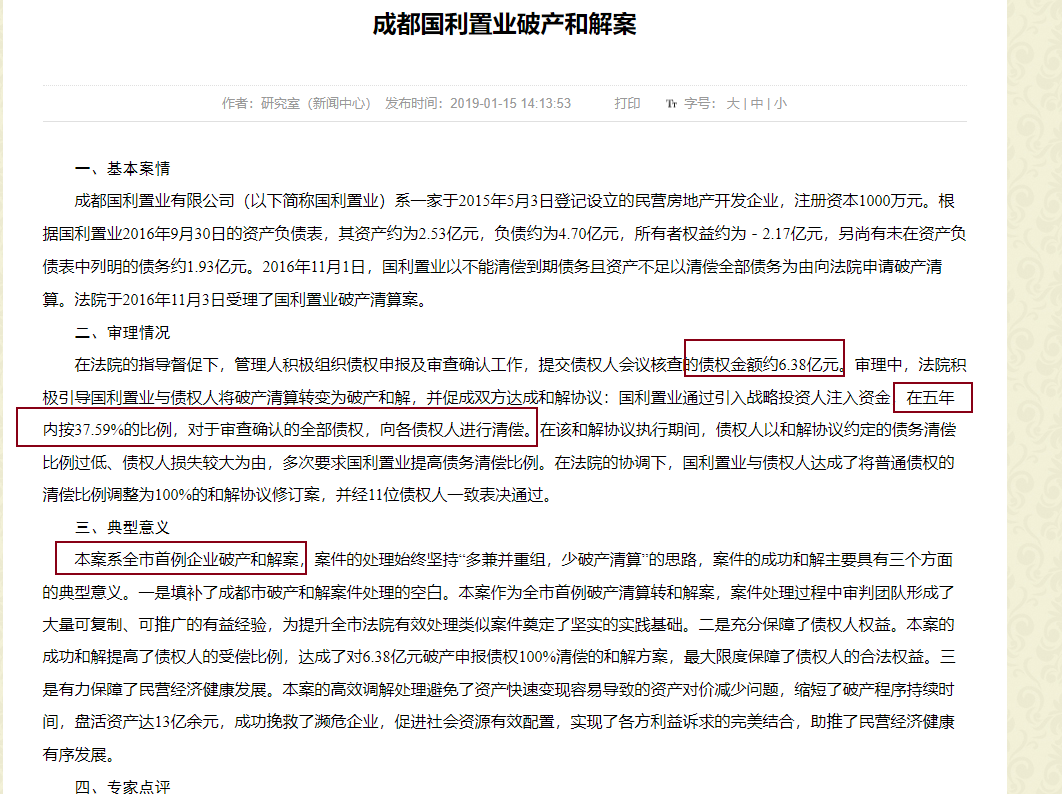 成都国利置业破产和解案
作者：研究室（新闻中心） 发布时间：2019-01-15 14:13:53 打印 Tr 字号： 大 | 中 | 小
一、基本案情
成都国利置业有限公司（以下简称国利置业）系一家于2015年5月3日登记设立的民营房地产开发企业，注册资本1000万元。根
据国利置业2016年9月30日的资产负债表，其资产约为2.53亿元，负债约为4.70亿元，所有者权益约为－2.17亿元，另尚有未在资产负
债表中列明的债务约1.93亿元。2016年11月1日，国利置业以不能清偿到期债务且资产不足以清偿全部债务为由向法院申请破产清
算。法院于2016年11月3日受理了国利置业破产清算案。
二、审理情况
在法院的指导督促下，管理人积极组织债权申报及审查确认工作，提交债权人会议核查的债权金额约6.38亿元。审理中，法院积
极引导国利置业与债权人将破产清算转变为破产和解，并促成双方达成和解协议：国利置业通过引入战略投资人注入资金 在五年
内按37.59%的比例，对于审查确认的全部债权，向各债权人进行清偿。在该和解协议执行期间，债权人以和解协议约定的债务清偿
比例过低、债权人损失较大为由，多次要求国利置业提高债务清偿比例。在法院的协调下，国利置业与债权人达成了将普通债权的
清偿比例调整为100%的和解协议修订案，并经11位债权人一致表决通过。
三、典型意义
本案系全市首例企业破产和解案，案件的处理始终坚持“多兼并重组，少破产清算”的思路，案件的成功和解主要具有三个方面
的典型意义。一是填补了成都市破产和解案件处理的空白。本案作为全市首例破产清算转和解案，案件处理过程中审判团队形成了
大量可复制、可推广的有益经验，为提升全市法院有效处理类似案件奠定了坚实的实践基础。二是充分保障了债权人权益。本案的
成功和解提高了债权人的受偿比例，达成了对6.38亿元破产申报债权100%清偿的和解方案，最大限度保障了债权人的合法权益。三
是有力保障了民营经济健康发展。本案的高效调解处理避免了资产快速变现容易导致的资产对价减少问题，缩短了破产程序持续时
间，盘活资产达13亿余元，成功挽救了濒危企业，促进社会资源有效配置，实现了各方利益诉求的完美结合，助推了民营经济健康
有序发展。
四、专家点评